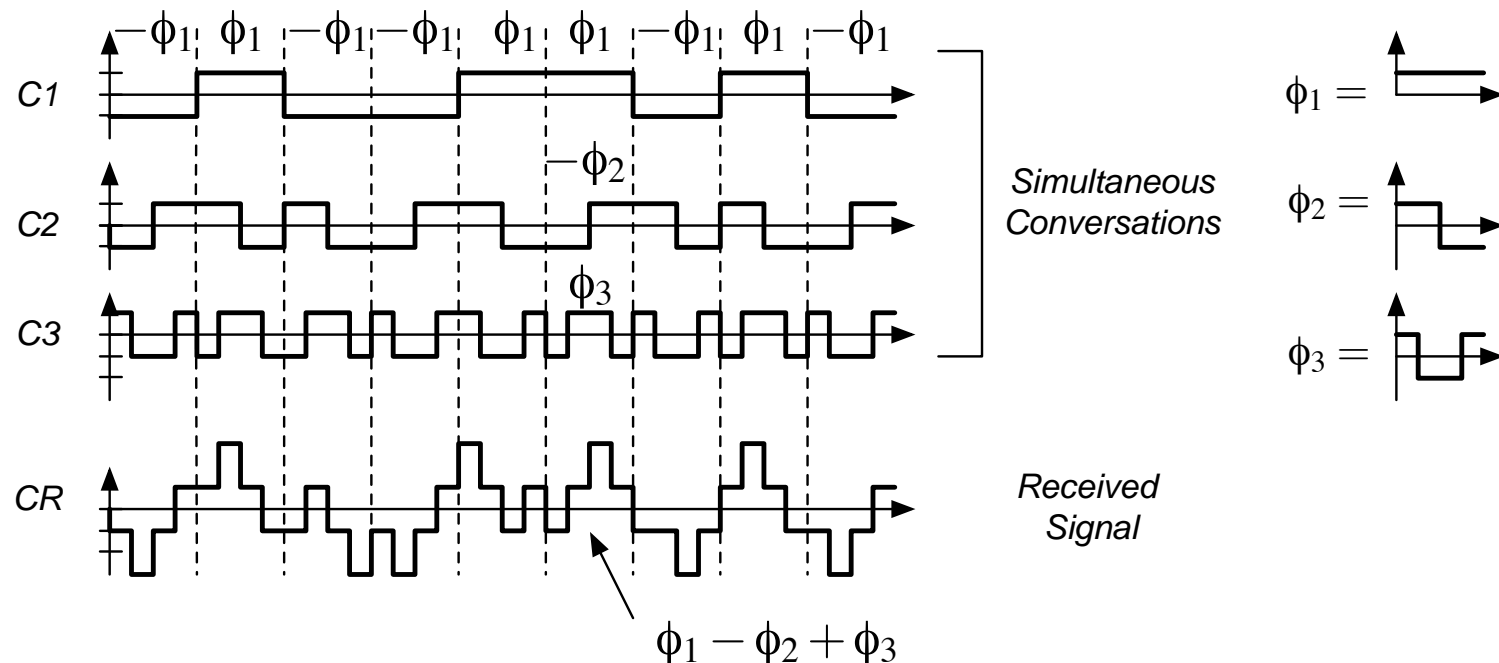 −ϕ1 ϕ1 −ϕ1 −ϕ1 ϕ1 ϕ1 −ϕ1 ϕ1 −ϕ1
C1
ϕ1 =
−ϕ2
C2
Simultaneous
Conversations
ϕ2 =
ϕ3
C3
ϕ3 =
CR
Received
Signal
ϕ1 − ϕ2 + ϕ3